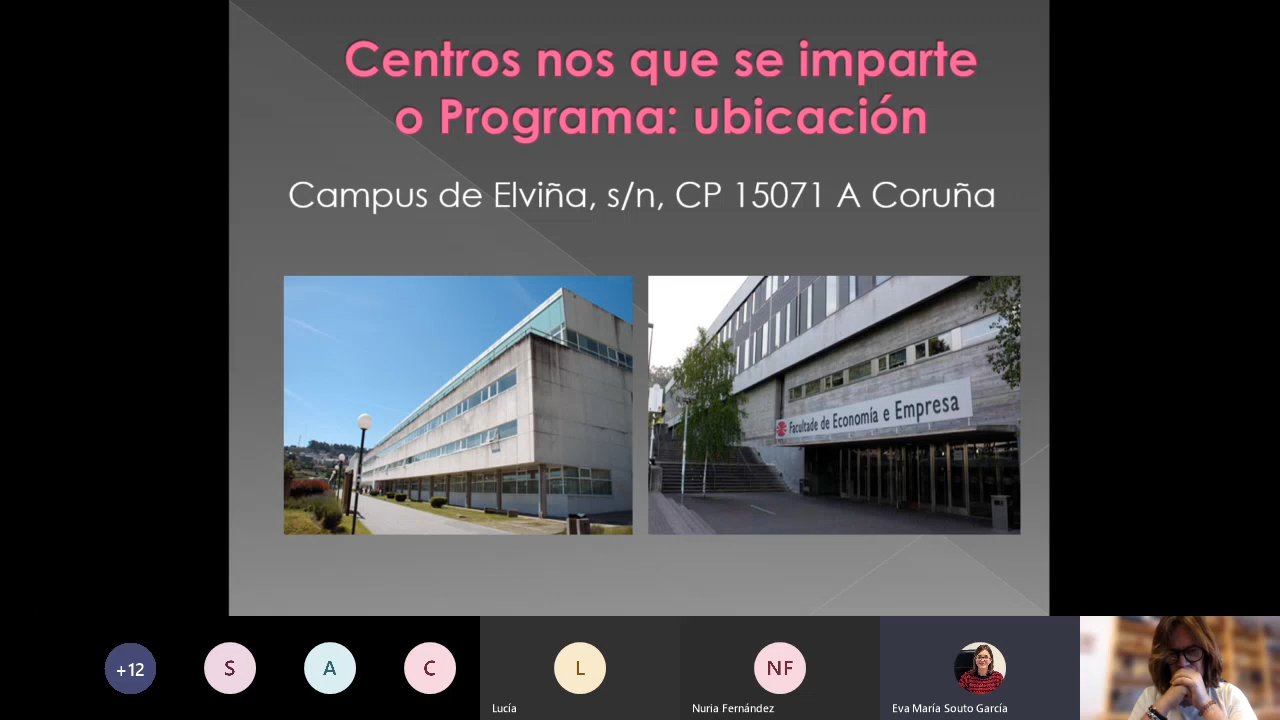 Centros nos que se imparte
o Programa: ubicación
Campus de Elviña, s/n, CP 15071 A Coruña
Facultade de Economía e Empresa
+12
S
A
C
L
NF
Lucía
Nuria Fernández
Eva María Souto García